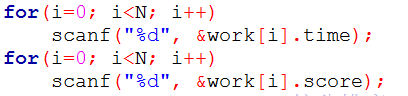 for(i=0; i<N; i++)
    scanf("%d", &work[i].time);
for(i=0; i<N; i++)
    scanf("%d", &work[i].score);